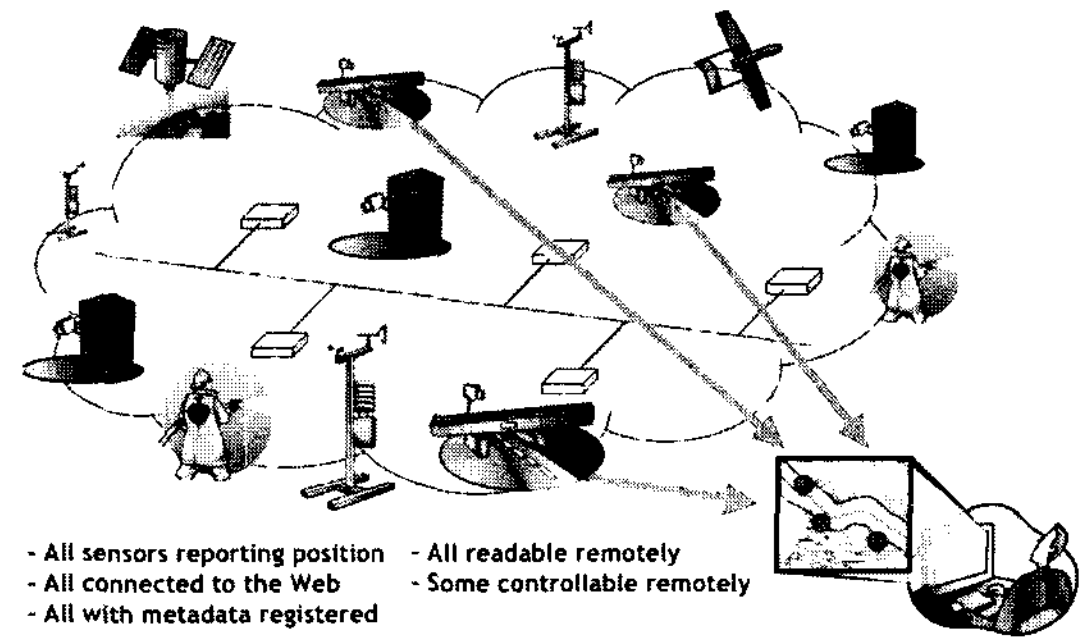 - All sensors reporting position
- All connected to the Web
- All with metadata registered
- All readable remotely
- Some controllable remotely